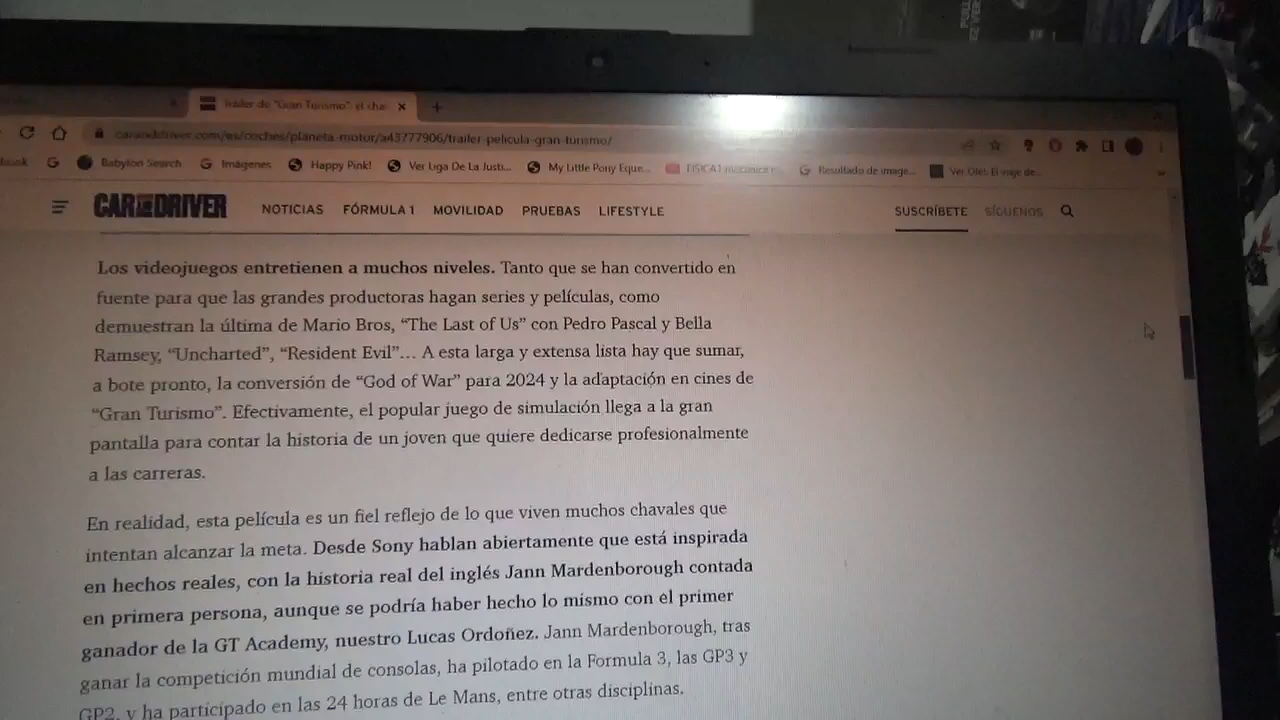 Trailer de "Gran Turismo": el cha
carandriver.com/es/coches/planeta-motor/a43777906/trailer-pelicula-gran-turismo/
Babylon Search
Imágenes
Happy Pink!
Ver Liga De La Justi...
My Little Pony Eque...
Resultado de image...
CAR AND DRIVER
NOTICIAS
FÓRMULA 1
MOVILIDAD
PRUEBAS
LIFESTYLE
SUSCRÍBETE
SÍGUENOS
Los videojuegos entretienen a muchos niveles. Tanto que se han convertido en
fuente para que las grandes productoras hagan series y películas, como
demuestran la última de Mario Bros, “The Last of Us” con Pedro Pascal y Bella
Ramsey, “Uncharted”, “Resident Evil”… A esta larga y extensa lista hay que sumar,
a bote pronto, la conversión de “God of War” para 2024 y la adaptación en cines de
“Gran Turismo”. Efectivamente, el popular juego de simulación llega a la gran
pantalla para contar la historia de un joven que quiere dedicarse profesionalmente
a las carreras.
En realidad, esta película es un fiel reflejo de lo que viven muchos chavales que
intentan alcanzar la meta. Desde Sony hablan abiertamente que está inspirada
en hechos reales, con la historia real del inglés Jann Mardenborough contada
en primera persona, aunque se podría haber hecho lo mismo con el primer
ganador de la GT Academy, nuestro Lucas Ordoñez. Jann Mardenborough, tras
ganar la competición mundial de consolas, ha pilotado en la Formula 3, las GP3 y
GP2, y ha participado en las 24 horas de Le Mans, entre otras disciplinas.